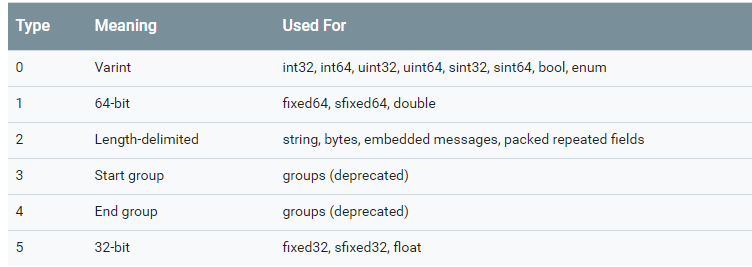 Type Meaning Used For
0 Varint int32, int64, uint32, uint64, sint32, sint64, bool, enum
1 64-bit fixed64, sfixed64, double
2 Length-delimited string, bytes, embedded messages, packed repeated fields
3 Start group groups (deprecated)
4 End group groups (deprecated)
5 32-bit fixed32, sfixed32, float